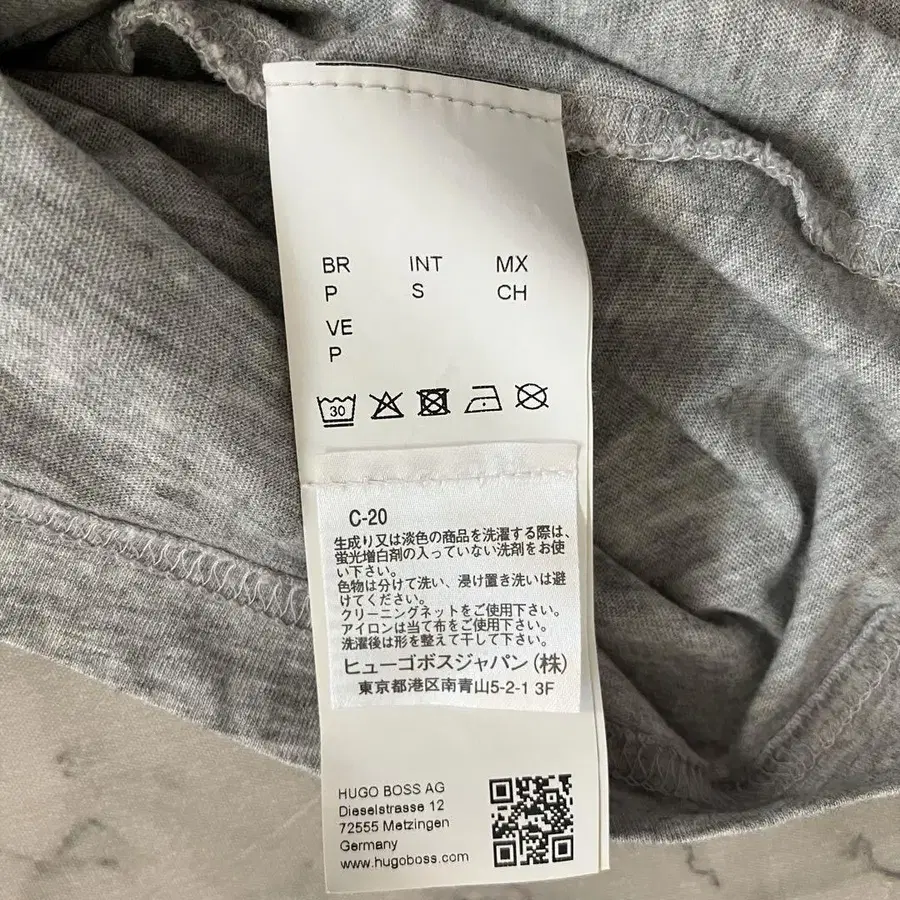 BR INT MX
P S CH
VE
P
30
C-20
生成り又は淡色の商品を洗濯する際は、
蛍光増白剤の入っていない洗剤をお使
い下さい。
色物は分けて洗い、浸け置き洗いは避
けてください。
クリーニングネットをご使用下さい。
アイロンは当て布をご使用下さい。
洗濯後は形を整えて干して下さい。
ヒューゴボスジャパン(株)
東京都港区南青山5-2-1 3F
HUGO BOSS AG
Dieselstrasse 12
72555 Metzingen
Germany
www.hugoboss.com